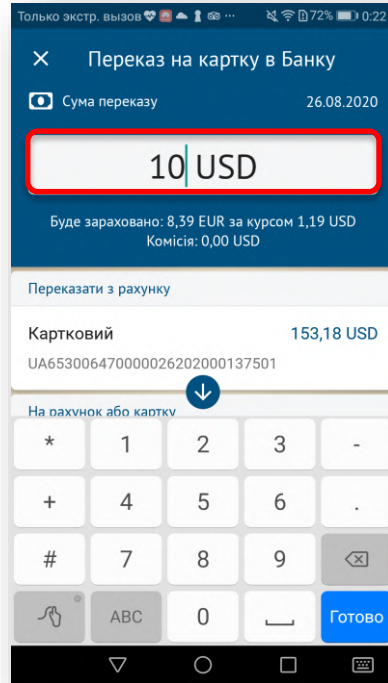 Только экстр. вызов 72% 0:22
Переказ на картку в Банку
Сума переказу 26.08.2020
10 USD
Буде зараховано: 8,39 EUR за курсом 1,19 USD
Комісія: 0,00 USD
Переказати з рахунку
Картковий 153,18 USD
UA653006470000026202000137501
На рахунок або картку
* 1 2 3 -
+ 4 5 6 .
# 7 8 9
ABC 0 Готово